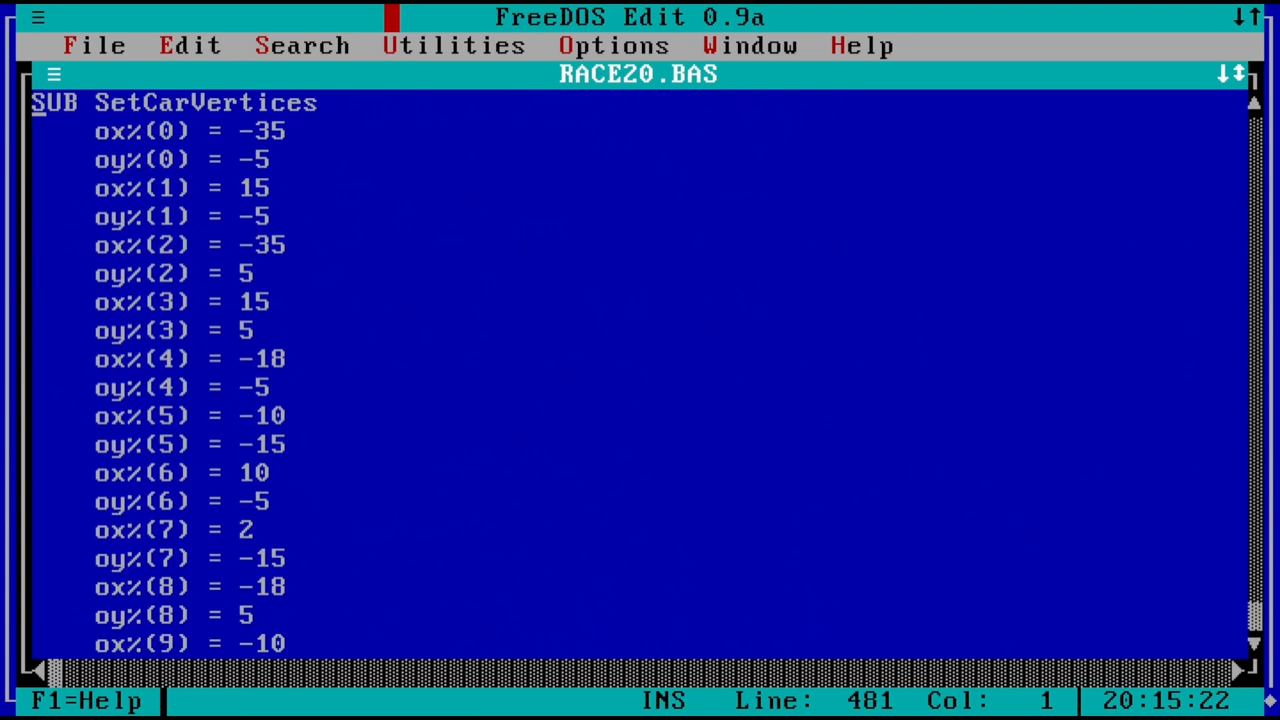 ≡ FreeDOS Edit 0.9a ↓↑
File Edit Search Utilities Options Window Help
≡ RACE20.BAS ↓↕
SUB SetCarVertices
    ox%(0) = -35
    oy%(0) = -5
    ox%(1) = 15
    oy%(1) = -5
    ox%(2) = -35
    oy%(2) = 5
    ox%(3) = 15
    oy%(3) = 5
    ox%(4) = -18
    oy%(4) = -5
    ox%(5) = -10
    oy%(5) = -15
    ox%(6) = 10
    oy%(6) = -5
    ox%(7) = 2
    oy%(7) = -15
    ox%(8) = -18
    oy%(8) = 5
    ox%(9) = -10
F1=Help INS Line: 481 Col: 1 20:15:22